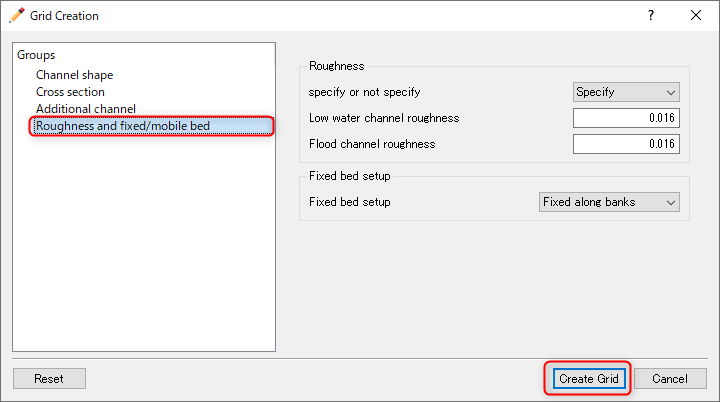 Grid Creation
?
Groups
Channel shape
Cross section
Additional channel
Roughness and fixed/mobile bed
Roughness
specify or not specify
Specify
Low water channel roughness
0.016
Flood channel roughness
0.016
Fixed bed setup
Fixed bed setup
Fixed along banks
Reset
Create Grid
Cancel